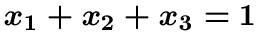 x₁ + x₂ + x₃ = 1